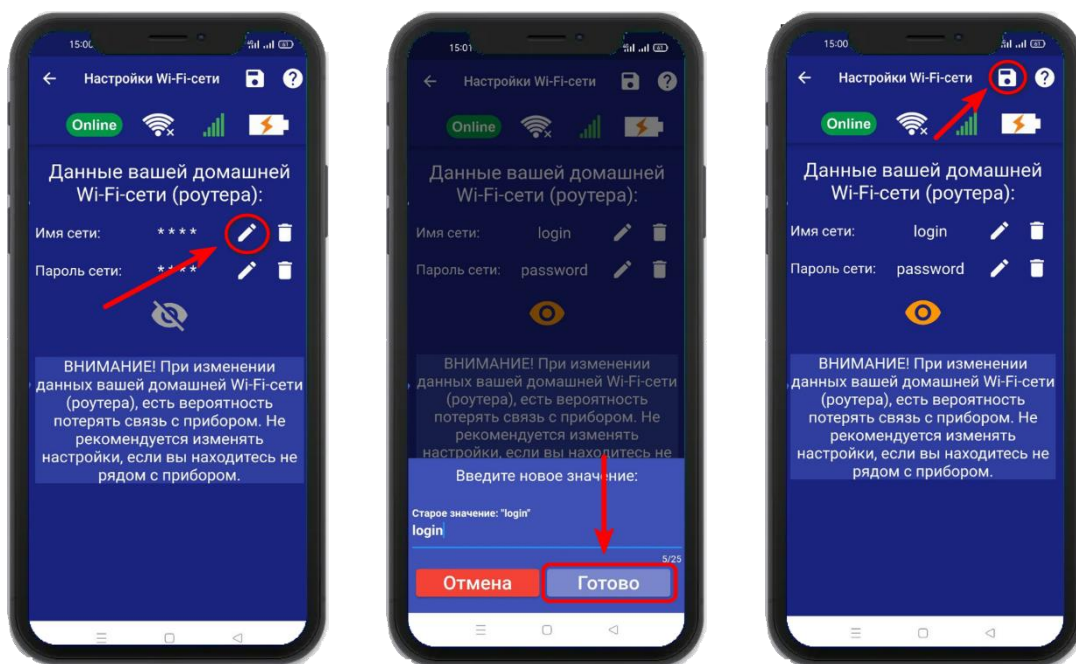 15:00
Настройки Wi-Fi-сети
Online
Данные вашей домашней
Wi-Fi-сети (роутера):
Имя сети: ****
Пароль сети: ****
ВНИМАНИЕ! При изменении
данных вашей домашней Wi-Fi-сети
(роутера), есть вероятность
потерять связь с прибором. Не
рекомендуется изменять
настройки, если вы находитесь не
рядом с прибором.
15:01
Настройки Wi-Fi-сети
Online
Данные вашей домашней
Wi-Fi-сети (роутера):
Имя сети: login
Пароль сети: password
ВНИМАНИЕ! При изменении
данных вашей домашней Wi-Fi-сети
(роутера), есть вероятность
потерять связь с прибором. Не
рекомендуется изменять
настройки, если вы находитесь не
Введите новое значение:
Старое значение: "login"
login
5/25
Отмена Готово
15:00
Настройки Wi-Fi-сети
Online
Данные вашей домашней
Wi-Fi-сети (роутера):
Имя сети: login
Пароль сети: password
ВНИМАНИЕ! При изменении
данных вашей домашней Wi-Fi-сети
(роутера), есть вероятность
потерять связь с прибором. Не
рекомендуется изменять
настройки, если вы находитесь не
рядом с прибором.